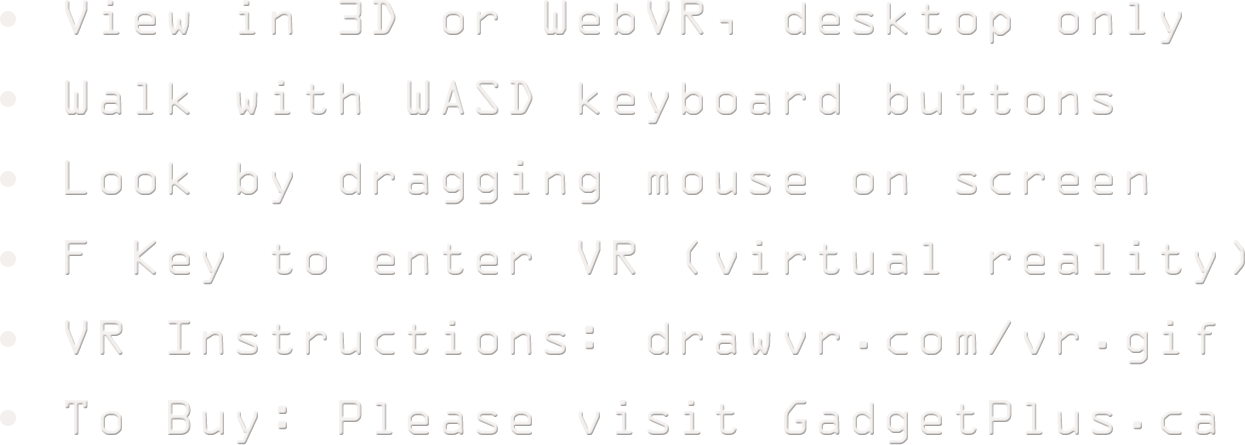 • View in 3D or WebVR, desktop only
• Walk with WASD keyboard buttons
• Look by dragging mouse on screen
• F Key to enter VR (virtual reality)
• VR Instructions: drawvr.com/vr.gif
• To Buy: Please visit GadgetPlus.ca